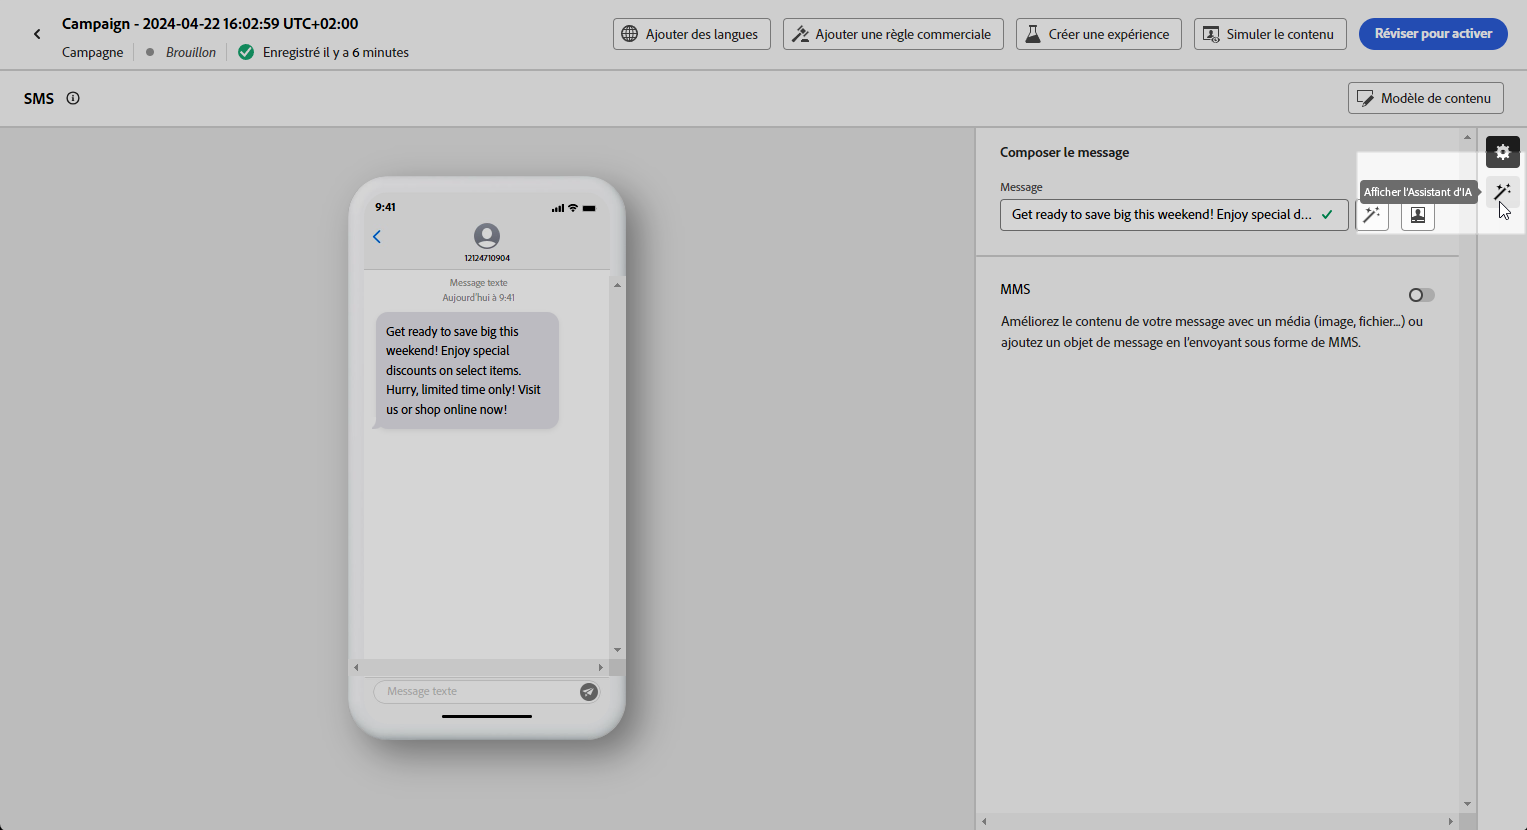 Campaign - 2024-04-22 16:02:59 UTC+02:00
Campagne
Brouillon
Enregistré il y a 6 minutes
Ajouter des langues
Ajouter une règle commerciale
Créer une expérience
Simuler le contenu
Réviser pour activer
SMS
Modèle de contenu
9:41
12124710904
Message texte
Aujourd'hui à 9:41
Get ready to save big this
weekend! Enjoy special
discounts on select items.
Hurry, limited time only! Visit
us or shop online now!
Message texte
Composer le message
Message
Get ready to save big this weekend! Enjoy special d...
Afficher l'Assistant d'IA
MMS
Améliorez le contenu de votre message avec un média (image, fichier...) ou
ajoutez un objet de message en l'envoyant sous forme de MMS.